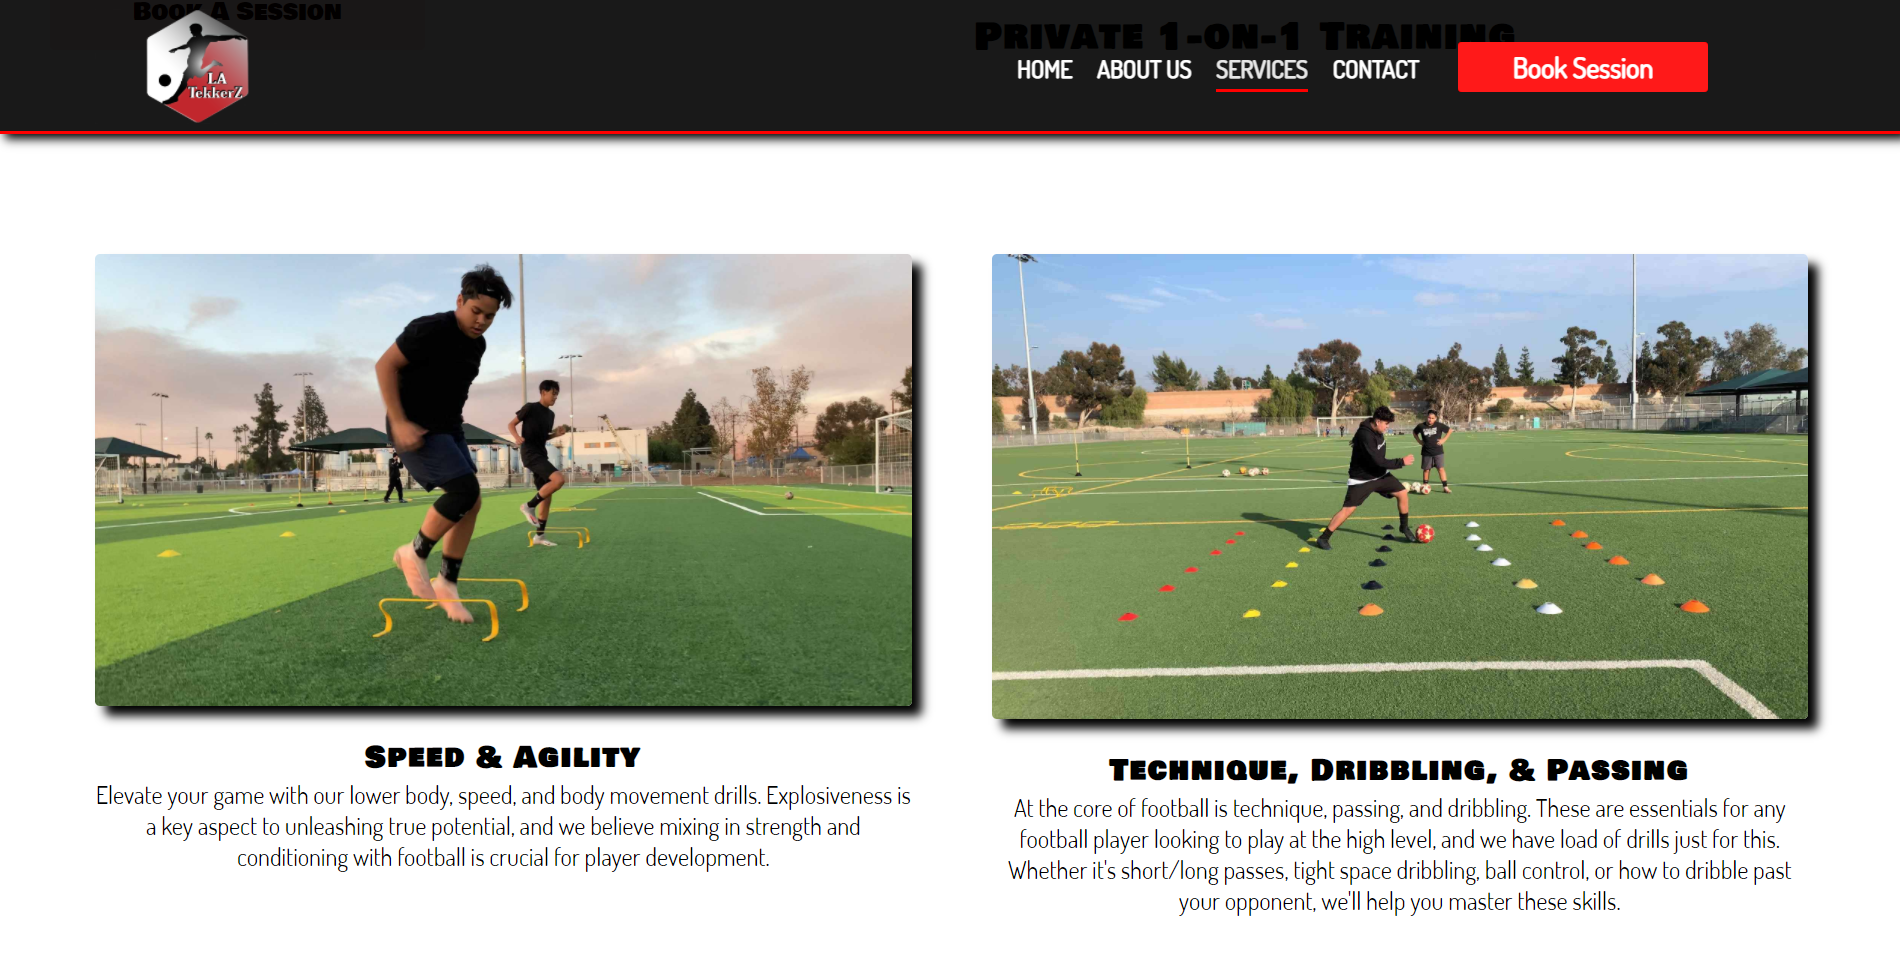 Book A Session
Private 1-on-1 Training
LA
TekkerZ
HOME ABOUT US SERVICES CONTACT Book Session
Speed & Agility
Elevate your game with our lower body, speed, and body movement drills. Explosiveness is
a key aspect to unleashing true potential, and we believe mixing in strength and
conditioning with football is crucial for player development.
Technique, Dribbling, & Passing
At the core of football is technique, passing, and dribbling. These are essentials for any
football player looking to play at the high level, and we have load of drills just for this.
Whether it's short/long passes, tight space dribbling, ball control, or how to dribble past
your opponent, we'll help you master these skills.